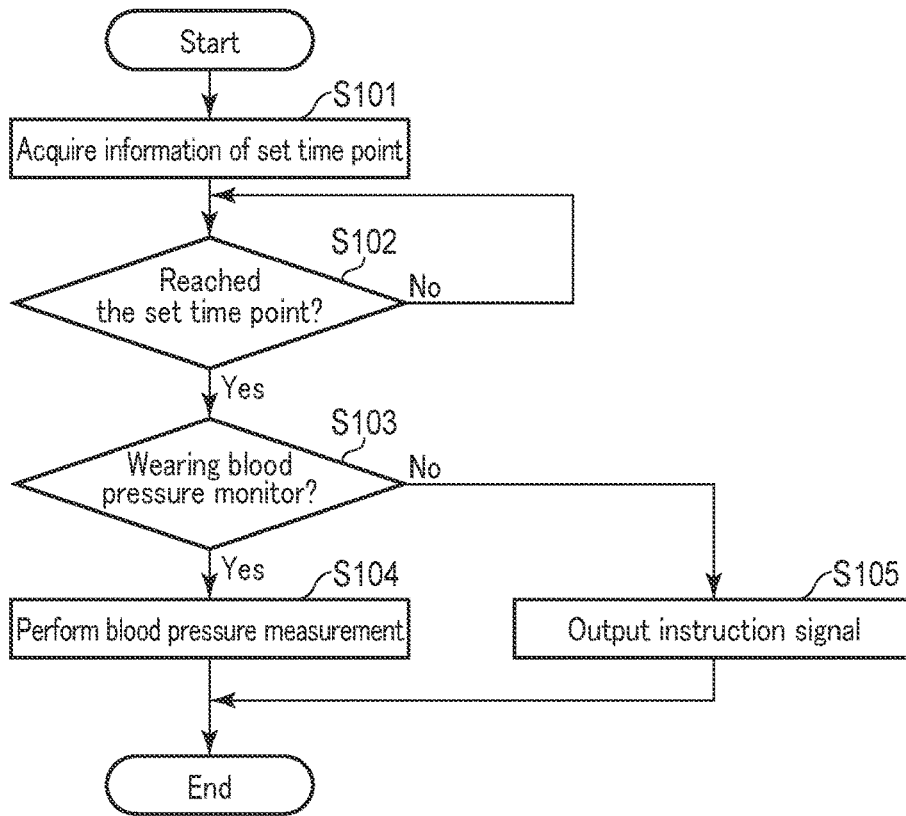 Start
S101
Acquire information of set time point
S102
Reached
the set time point?
No
Yes
S103
Wearing blood
pressure monitor?
No
Yes
S104
Perform blood pressure measurement
S105
Output instruction signal
End